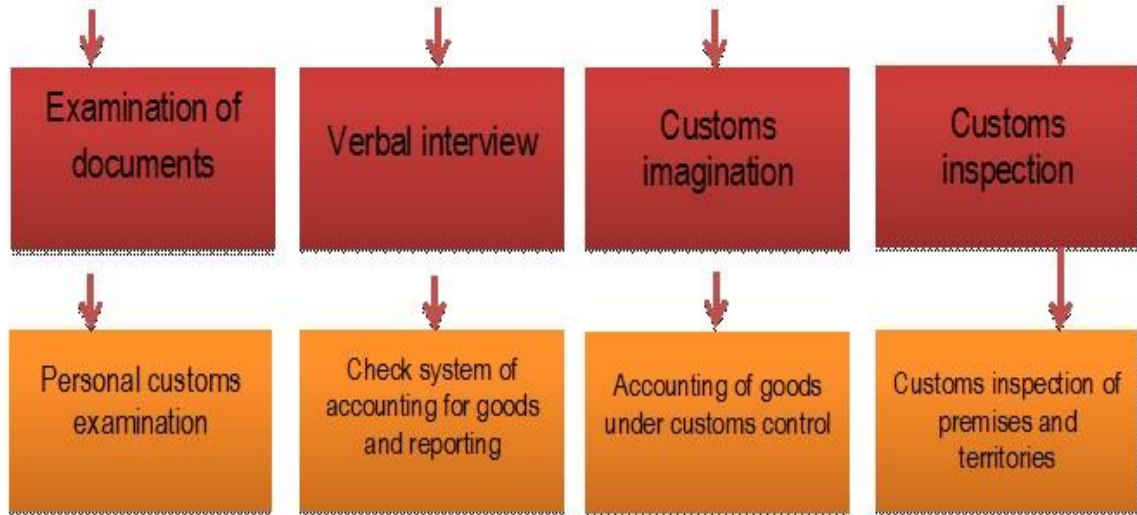 Examination of
documents
Verbal interview
Customs
imagination
Customs
inspection
Personal customs
examination
Check system of
accounting for goods
and reporting
Accounting of goods
under customs control
Customs inspection of
premises and
territories